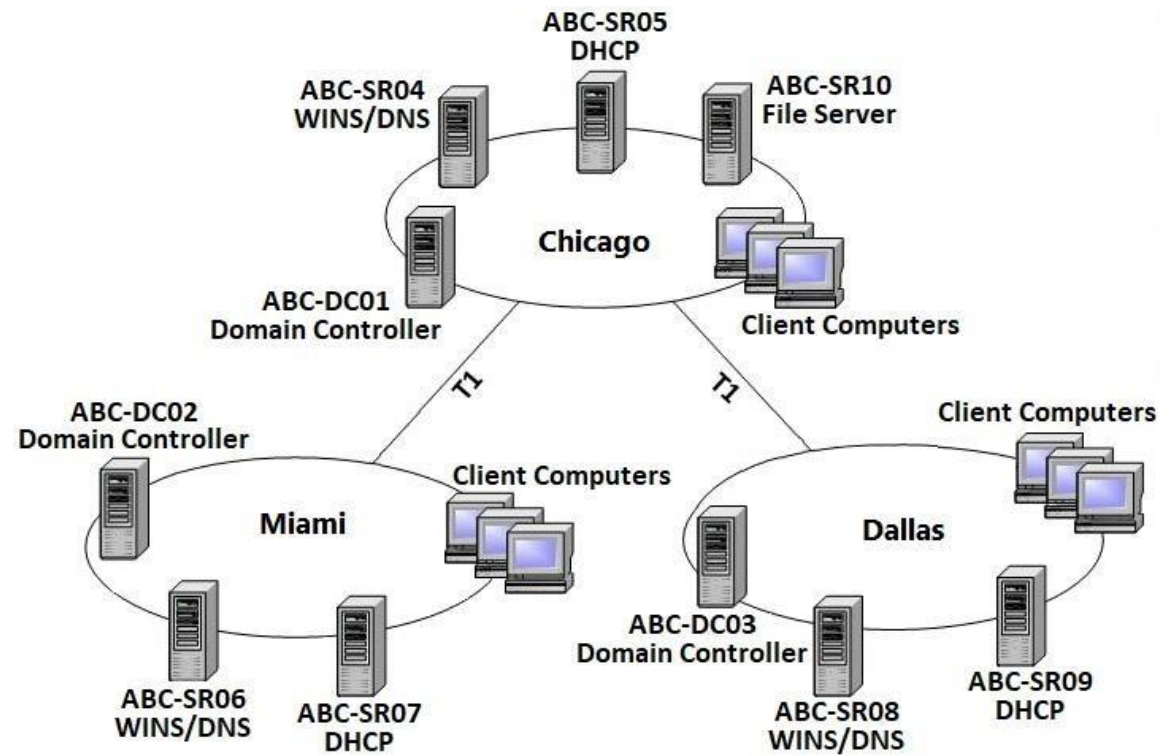 ABC-SR05
DHCP
ABC-SR04
WINS/DNS
ABC-SR10
File Server
Chicago
ABC-DC01
Domain Controller
Client Computers
T1
T1
ABC-DC02
Domain Controller
Client Computers
Miami
ABC-SR06
WINS/DNS
ABC-SR07
DHCP
Client Computers
Dallas
ABC-DC03
Domain Controller
ABC-SR08
WINS/DNS
ABC-SR09
DHCP